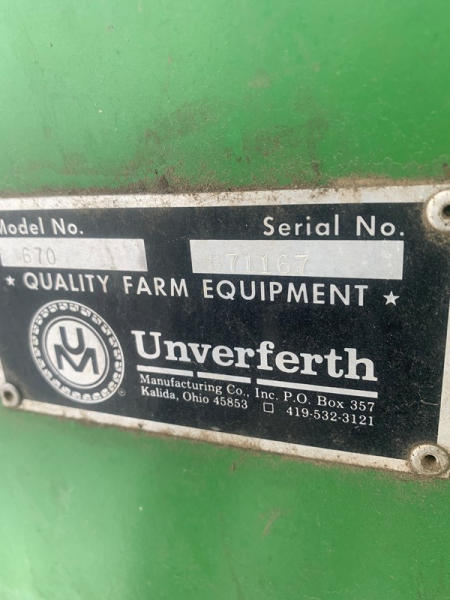 Model No. Serial No.
670 71167
★ QUALITY FARM EQUIPMENT ★
UM ® Unverferth
Manufacturing Co., Inc. P.O. Box 357
Kalida, Ohio 45853 □ 419-532-3121